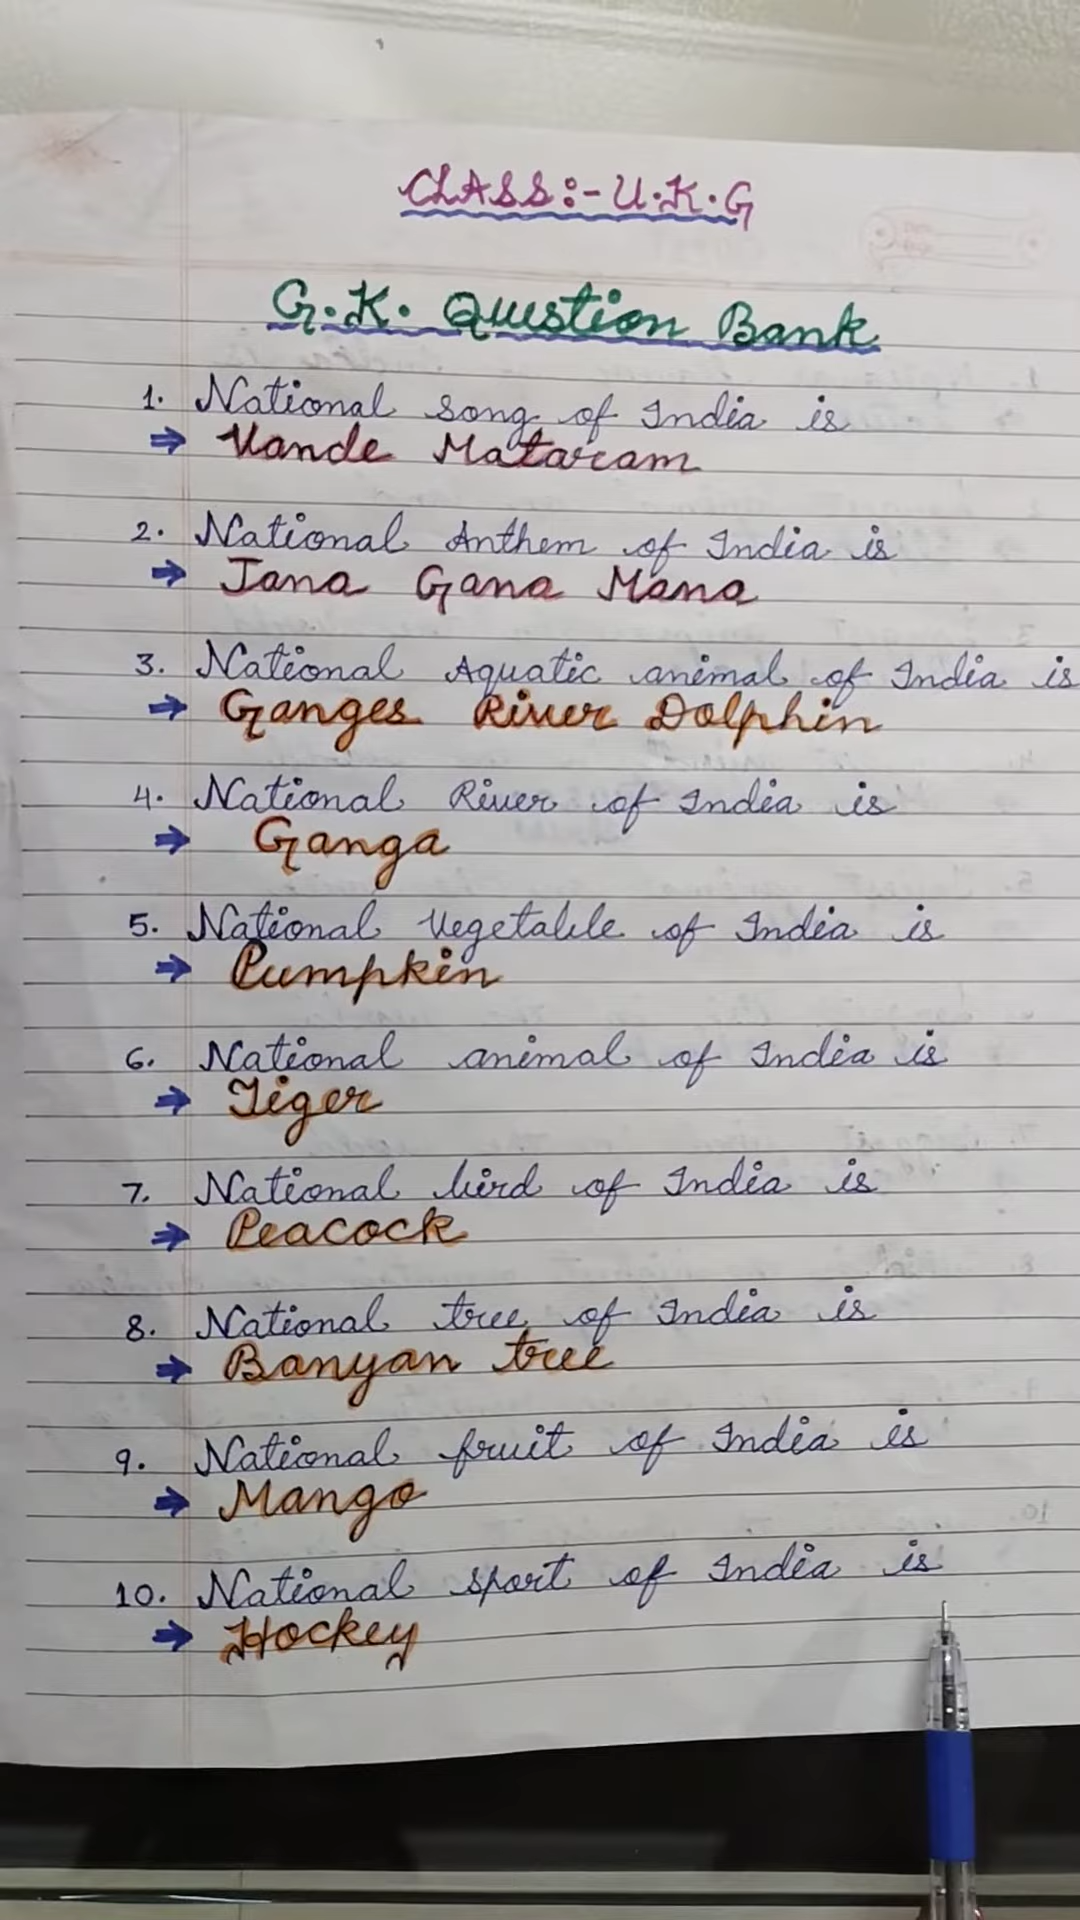 CLASS:- U.K.G
G.K. Question Bank
1. National song of India is
⇒ Vande Mataram
2. National Anthem of India is
⇒ Jana Gana Mana
3. National Aquatic animal of India is
⇒ Ganges River Dolphin
4. National River of India is
⇒ Ganga
5. National Vegetable of India is
⇒ Pumpkin
6. National animal of India is
⇒ Tiger
7. National bird of India is
⇒ Peacock
8. National tree of India is
⇒ Banyan tree
9. National fruit of India is
⇒ Mango
10. National sport of India is
⇒ Hockey